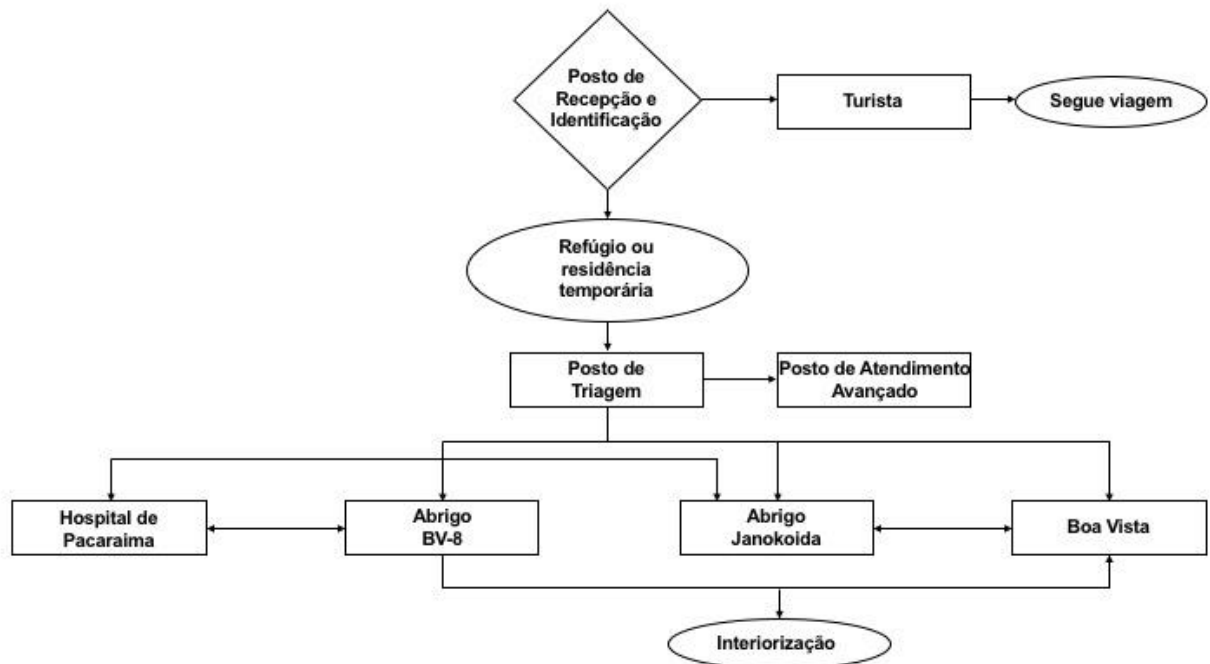 Posto de
Recepção e
Identificação
Turista
Segue viagem
Refúgio ou
residência
temporária
Posto de
Triagem
Posto de Atendimento
Avançado
Hospital de
Pacaraima
Abrigo
BV-8
Abrigo
Janokoida
Boa Vista
Interiorização